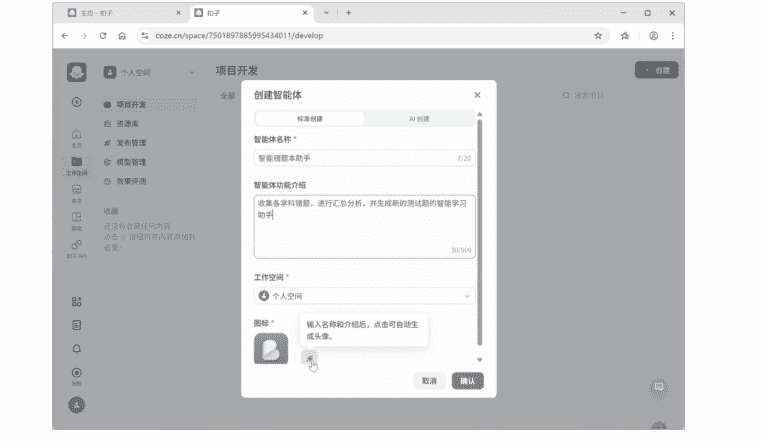 主页 - 扣子
扣子
coze.cn/space/7501897885995434011/develop
个人空间
项目开发
创建
全部
搜索项目
项目开发
资源库
发布管理
模型管理
效果评测
主页
工作空间
收藏
点击
500
创建智能体
标准创建
AI 创建
智能体名称 *
智能错题本助手
7/20
智能体功能介绍
收集各学科错题，进行汇总分析，并生成新的测试题的智能学习
助手
30/500
工作空间 *
个人空间
图标 *
输入名称和介绍后，点击可自动生
成头像。
取消
确认